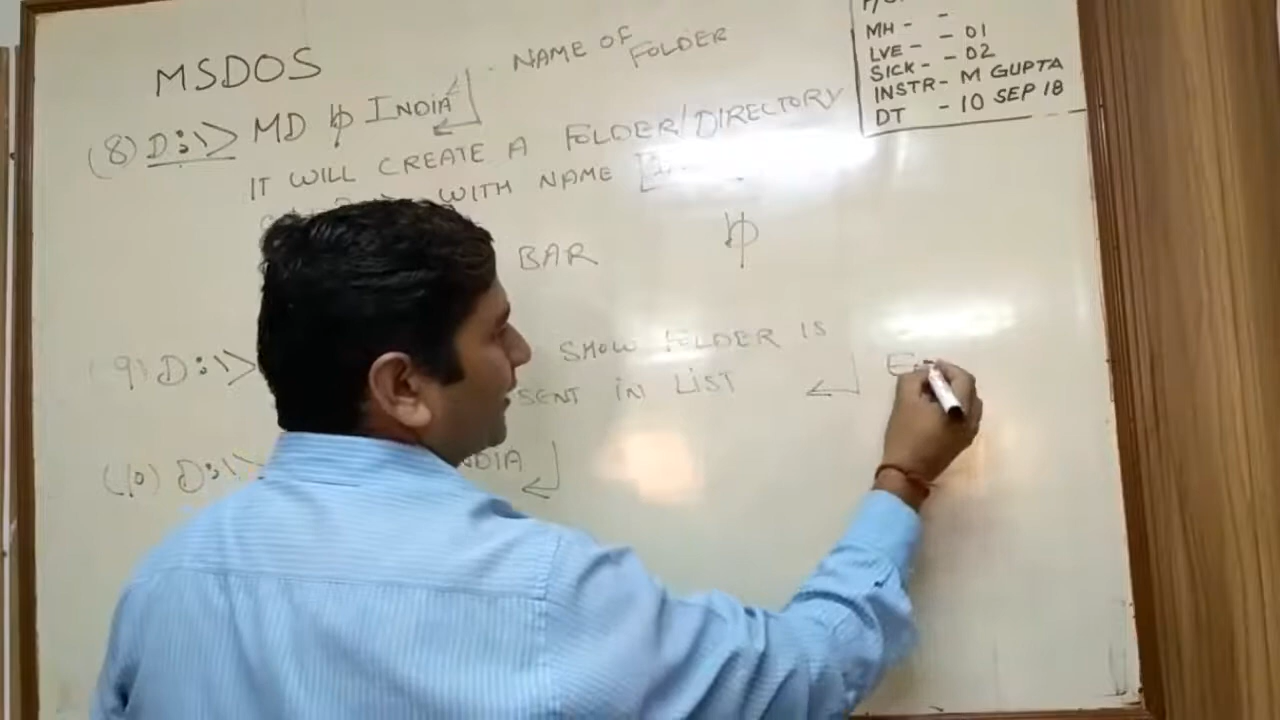 MSDOS
NAME OF FOLDER
(8) D:\> MD ␢ INDIA
IT WILL CREATE A FOLDER/DIRECTORY
WITH NAME
BAR ␢
(9) D:\> SHOW FOLDER IS
SENT IN LIST
(10) D:\> NDIA
MH - -
LVE - - 01
SICK - - 02
INSTR - M GUPTA
DT - 10 SEP 18